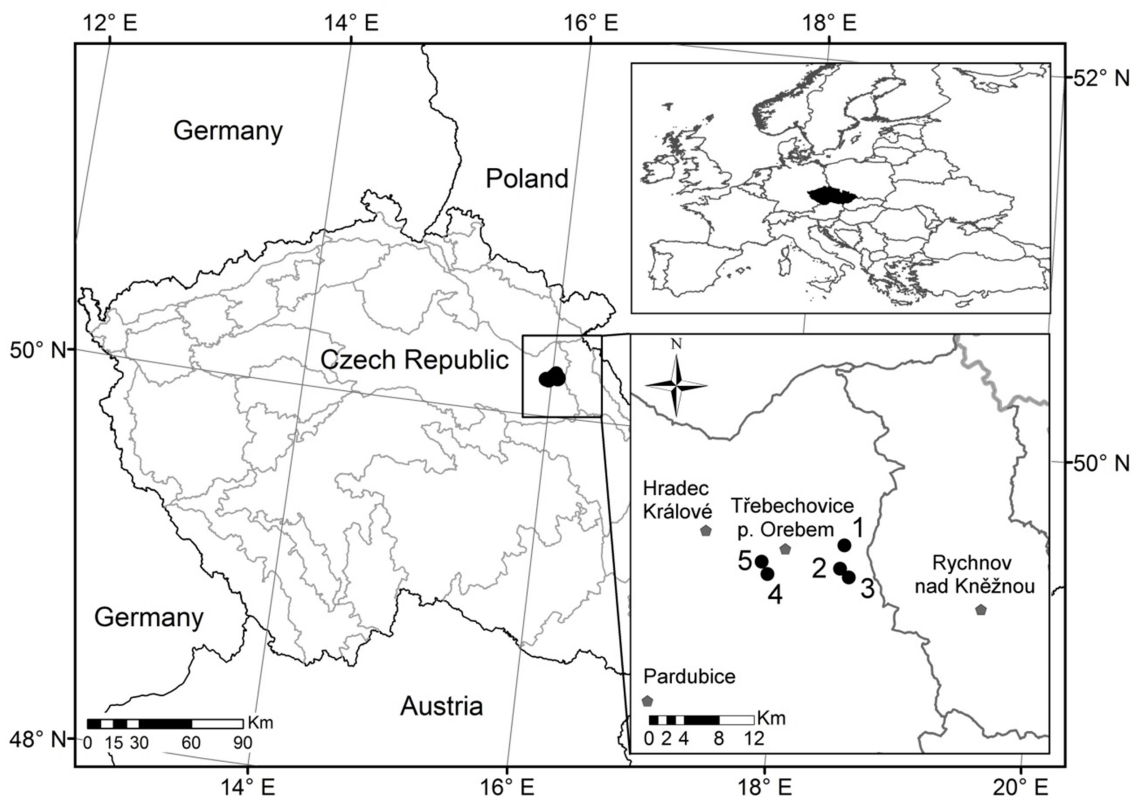 12° E
14° E
16° E
18° E
52° N
Germany
Poland
50° N
Czech Republic
N
50° N
Hradec
Králové
Třebechovice
p. Orebem
1
5
2
4
3
Rychnov
nad Kněžnou
Germany
Pardubice
Austria
Km
0 15 30 60 90
Km
0 2 4 8 12
48° N
14° E
16° E
18° E
20° E